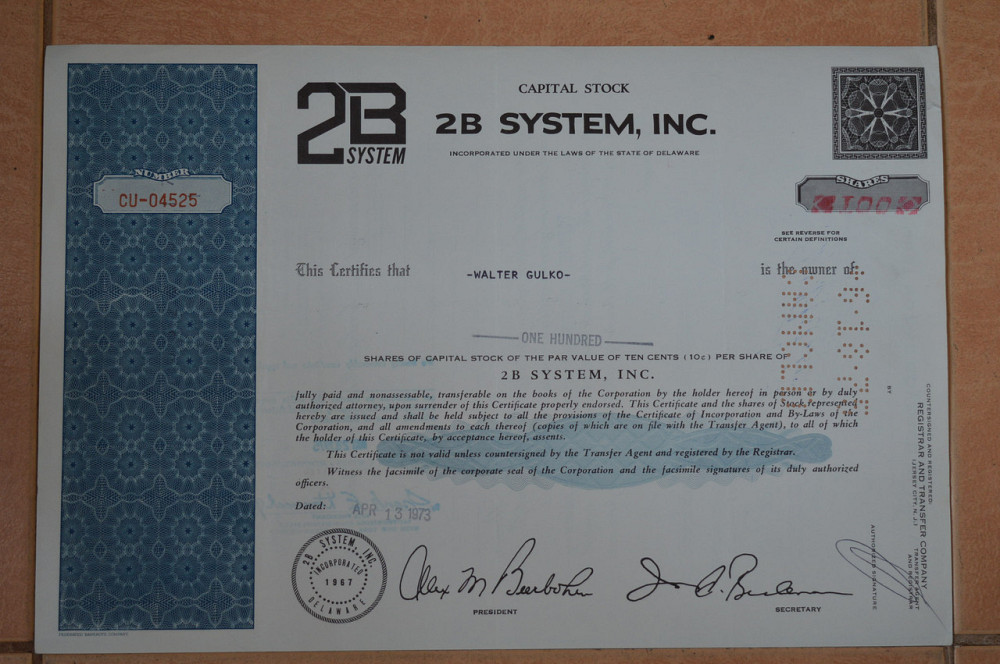 2B
SYSTEM
CAPITAL STOCK
2B SYSTEM, INC.
INCORPORATED UNDER THE LAWS OF THE STATE OF DELAWARE
NUMBER
CU-04525
SHARES
100
SEE REVERSE FOR
CERTAIN DEFINITIONS
This Certifies that
-WALTER GULKO-
is the owner of:
ONE HUNDRED
SHARES OF CAPITAL STOCK OF THE PAR VALUE OF TEN CENTS (10c) PER SHARE OF
2B SYSTEM, INC.
fully paid and nonassessable, transferable on the books of the Corporation by the holder hereof in person or by duly
authorized attorney, upon surrender of this Certificate properly endorsed. This Certificate and the shares of Stock represented
hereby are issued and shall be held subject to all the provisions of the Certificate of Incorporation and By-Laws of the
Corporation, and all amendments to each thereof (copies of which are on file with the Transfer Agent), to all of which
the holder of this Certificate, by acceptance hereof, assents.
This Certificate is not valid unless countersigned by the Transfer Agent and registered by the Registrar.
Witness the facsimile of the corporate seal of the Corporation and the facsimile signatures of its duly authorized
officers.
Dated:
APR 13 1973
2B SYSTEM, INC.
INCORPORATED
1967
DELAWARE
Alex M Beerbohm
PRESIDENT
SECRETARY
COUNTERSIGNED AND REGISTERED:
REGISTRAR AND TRANSFER COMPANY
(JERSEY CITY, N. J.)
TRANSFER AGENT
AND REGISTRAR
BY
AUTHORIZED SIGNATURE